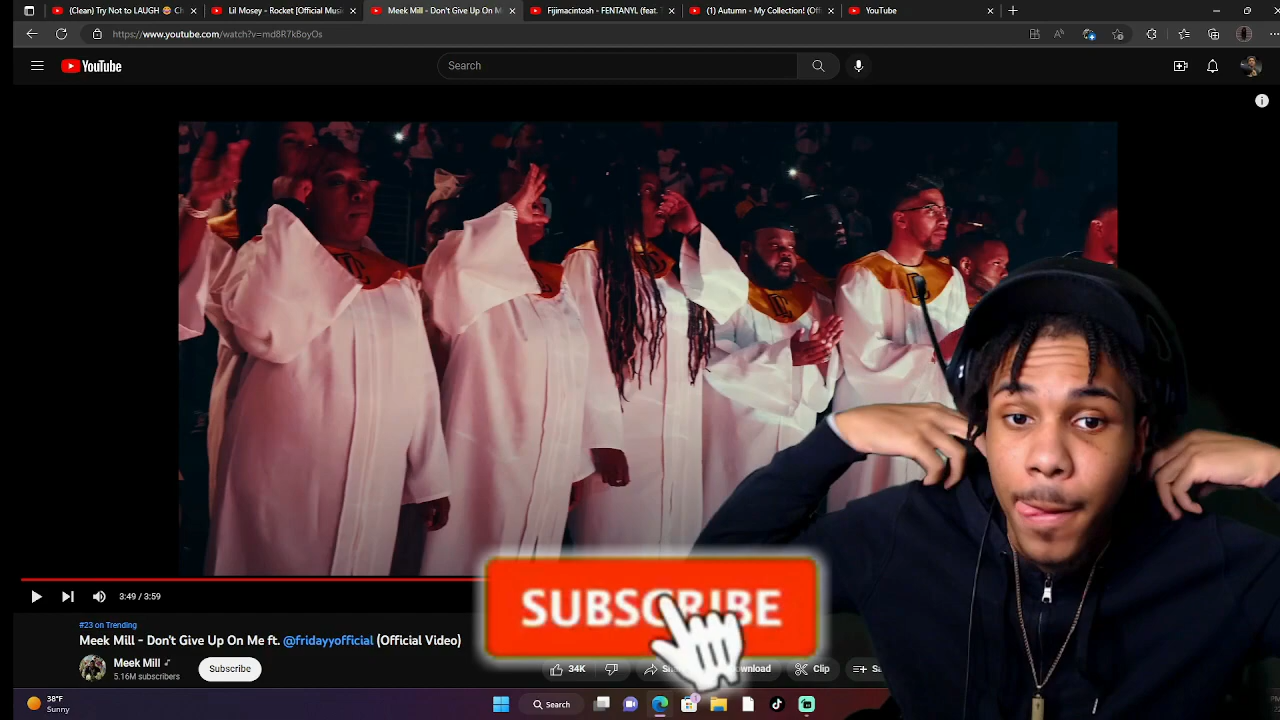 (Clean) Try Not to LAUGH 😂 Ch
Lil Mosey - Rocket [Official Musi
Meek Mill - Don't Give Up On M
Fijimacintosh - FENTANYL (feat. T
(1) Autumn - My Collection! (Off
YouTube
https://www.youtube.com/watch?v=md8R7kBoyOs
YouTube
Search
3:49 / 3:59
#23 on Trending
Meek Mill - Don't Give Up On Me ft. @fridayyofficial (Official Video)
Meek Mill
5.16M subscribers
Subscribe
SUBSCRIBE
34K
Clip
38°F
Sunny
Search